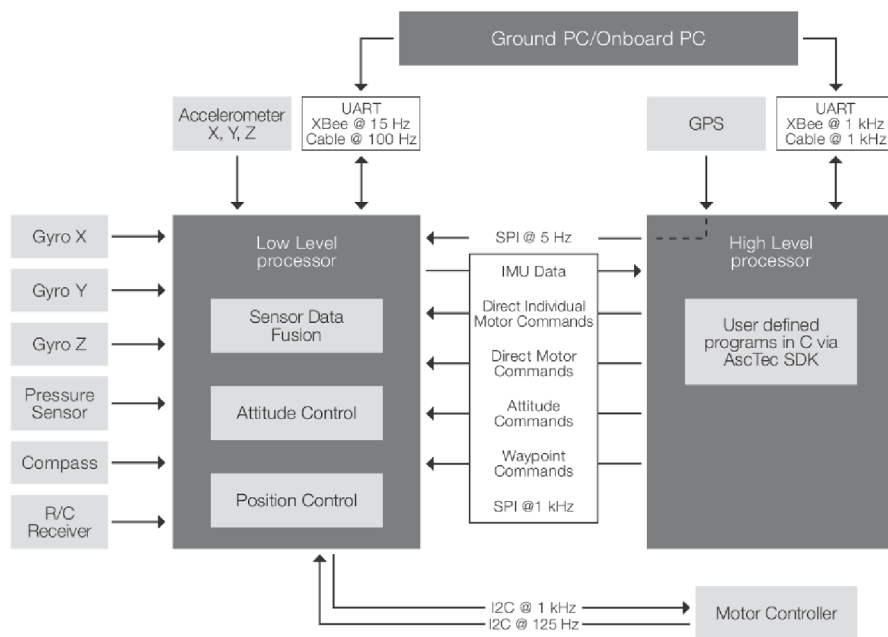 Ground PC/Onboard PC
Accelerometer
X, Y, Z
UART
XBee @ 15 Hz
Cable @ 100 Hz
GPS
UART
XBee @ 1 kHz
Cable @ 1 kHz
Gyro X
Gyro Y
Gyro Z
Pressure
Sensor
Compass
R/C
Receiver
Low Level
processor
Sensor Data
Fusion
Attitude Control
Position Control
SPI @ 5 Hz
IMU Data
Direct Individual
Motor Commands
Direct Motor
Commands
Attitude
Commands
Waypoint
Commands
SPI @1 kHz
High Level
processor
User defined
programs in C via
AscTec SDK
I2C @ 1 kHz
I2C @ 125 Hz
Motor Controller